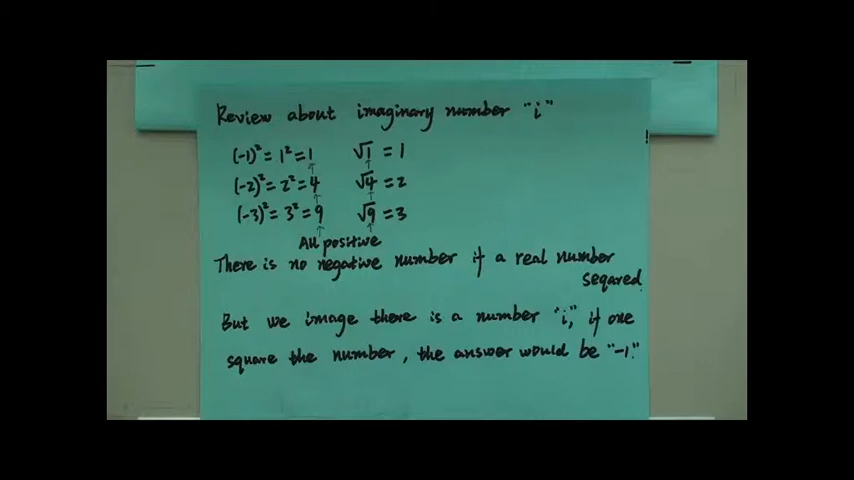 Review about imaginary number "i"
(-1)² = 1² = 1 √1 = 1
(-2)² = 2² = 4 √4 = 2
(-3)² = 3² = 9 √9 = 3
All positive
There is no negative number if a real number
seqared.
But we image there is a number "i," if one
square the number, the answer would be "-1."